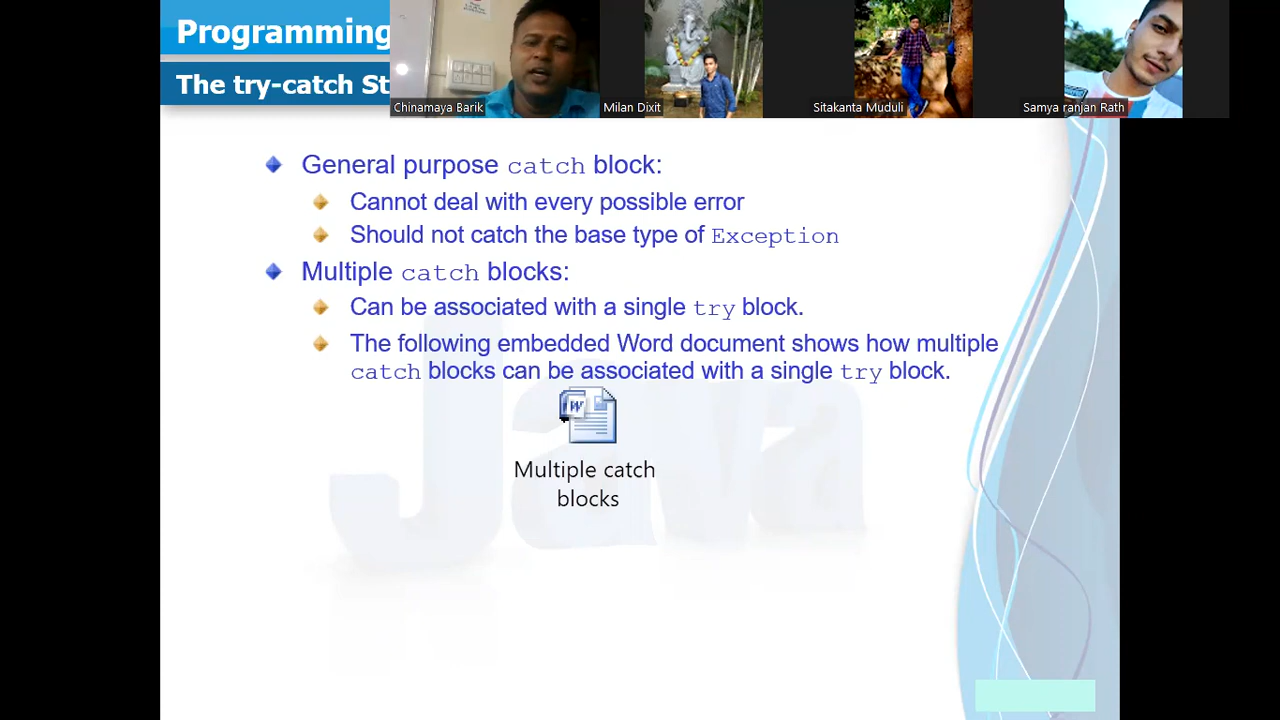 Programming
The try-catch St
Chinamaya Barik
Milan Dixit
Sitakanta Muduli
Samya ranjan Rath
General purpose catch block:
Cannot deal with every possible error
Should not catch the base type of Exception
Multiple catch blocks:
Can be associated with a single try block.
The following embedded Word document shows how multiple
catch blocks can be associated with a single try block.
W
Multiple catch
blocks
Java